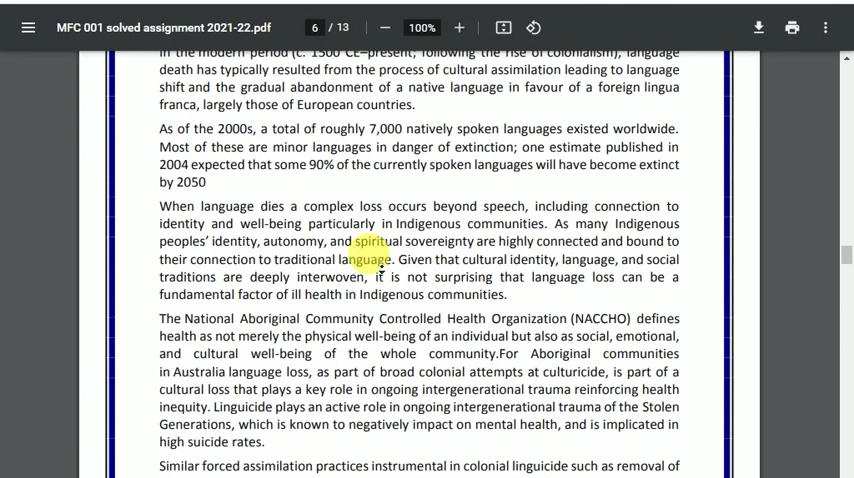 MFC 001 solved assignment 2021-22.pdf 6 / 13 100%
in the modern period (c. 1500 CE–present; following the rise of colonialism), language
death has typically resulted from the process of cultural assimilation leading to language
shift and the gradual abandonment of a native language in favour of a foreign lingua
franca, largely those of European countries.
As of the 2000s, a total of roughly 7,000 natively spoken languages existed worldwide.
Most of these are minor languages in danger of extinction; one estimate published in
2004 expected that some 90% of the currently spoken languages will have become extinct
by 2050
When language dies a complex loss occurs beyond speech, including connection to
identity and well-being particularly in Indigenous communities. As many Indigenous
peoples' identity, autonomy, and spiritual sovereignty are highly connected and bound to
their connection to traditional language. Given that cultural identity, language, and social
traditions are deeply interwoven, it is not surprising that language loss can be a
fundamental factor of ill health in Indigenous communities.
The National Aboriginal Community Controlled Health Organization (NACCHO) defines
health as not merely the physical well-being of an individual but also as social, emotional,
and cultural well-being of the whole community.For Aboriginal communities
in Australia language loss, as part of broad colonial attempts at culturicide, is part of a
cultural loss that plays a key role in ongoing intergenerational trauma reinforcing health
inequity. Linguicide plays an active role in ongoing intergenerational trauma of the Stolen
Generations, which is known to negatively impact on mental health, and is implicated in
high suicide rates.
Similar forced assimilation practices instrumental in colonial linguicide such as removal of